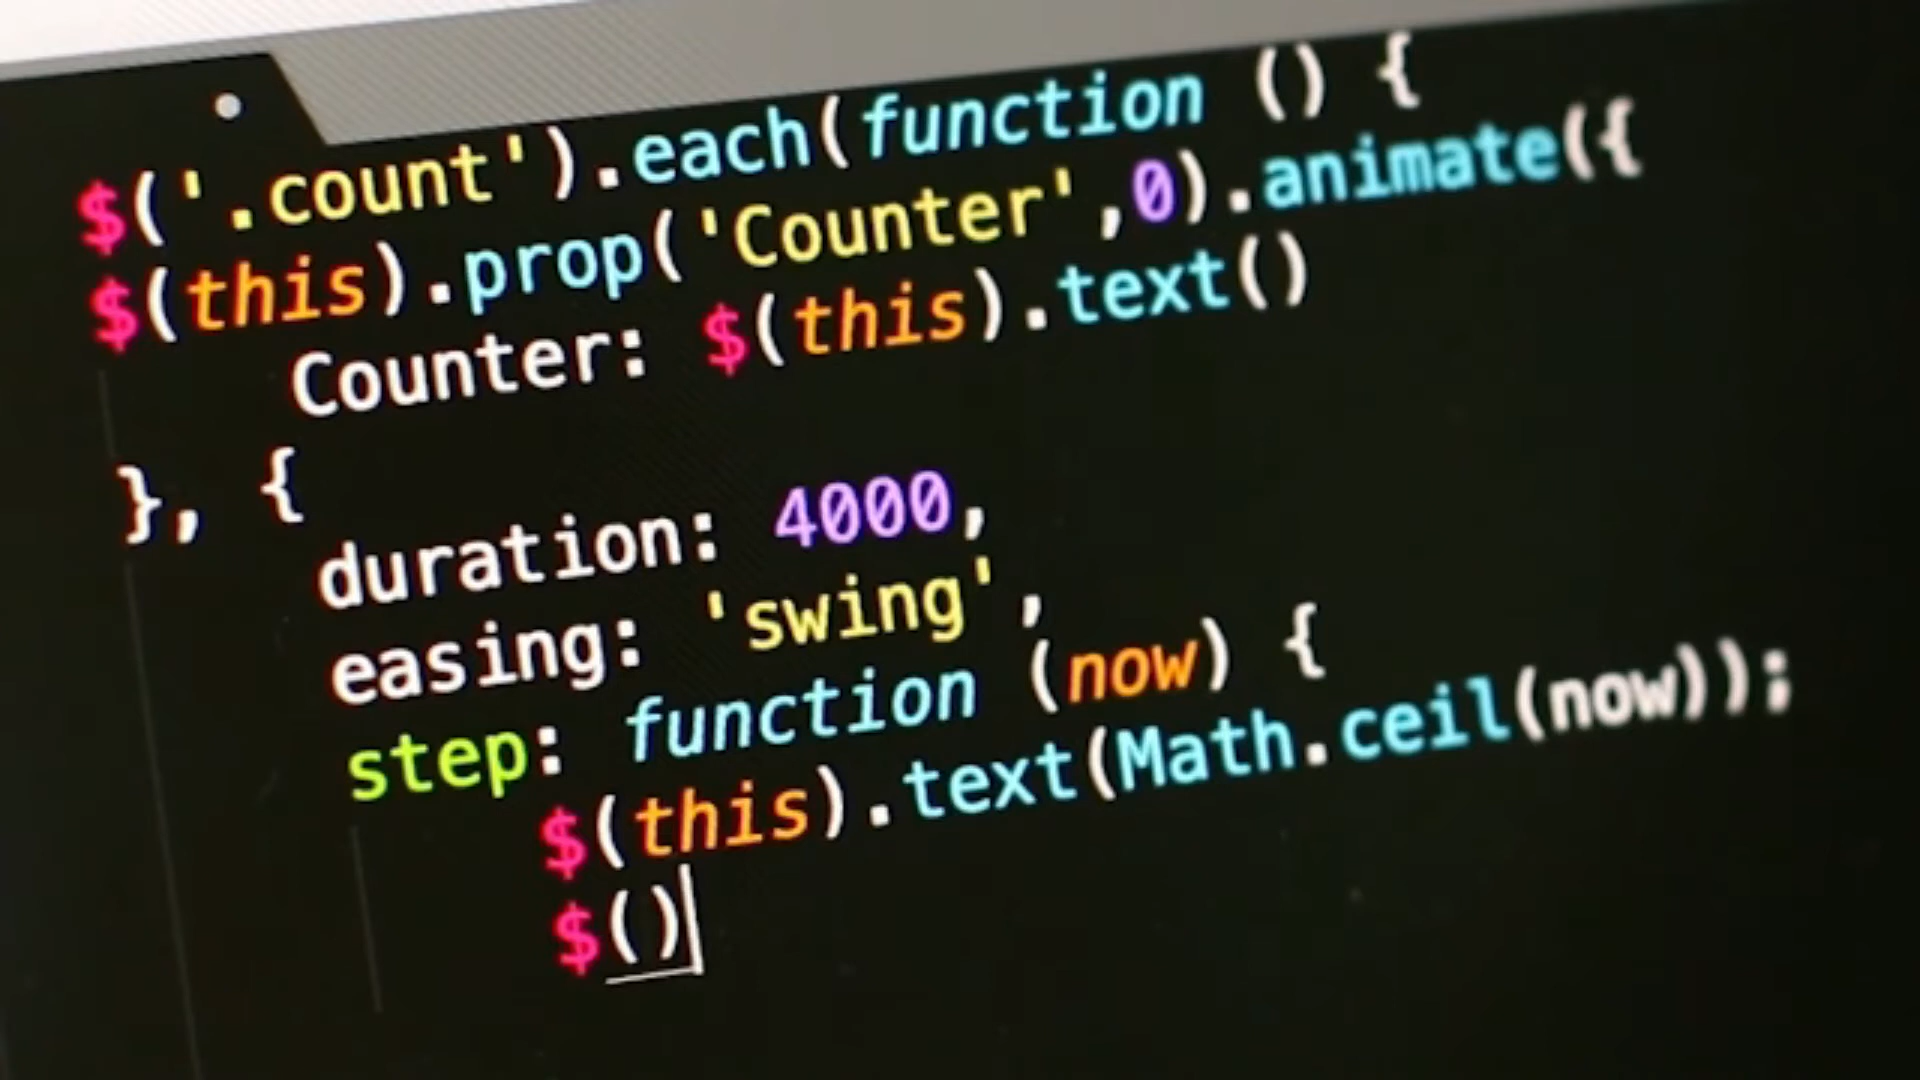 $('.count').each(function () {
$(this).prop('Counter',0).animate({
Counter: $(this).text()
}, {
duration: 4000,
easing: 'swing',
step: function (now) {
$(this).text(Math.ceil(now));
$()